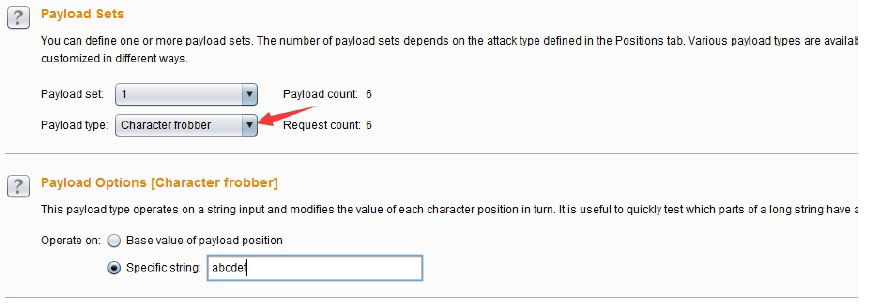 Payload Sets
You can define one or more payload sets. The number of payload sets depends on the attack type defined in the Positions tab. Various payload types are availab
customized in different ways.
Payload set: 1 Payload count: 6
Payload type: Character frobber Request count: 6
Payload Options [Character frobber]
This payload type operates on a string input and modifies the value of each character position in turn. It is useful to quickly test which parts of a long string have a
Operate on: Base value of payload position
Specific string: abcdef